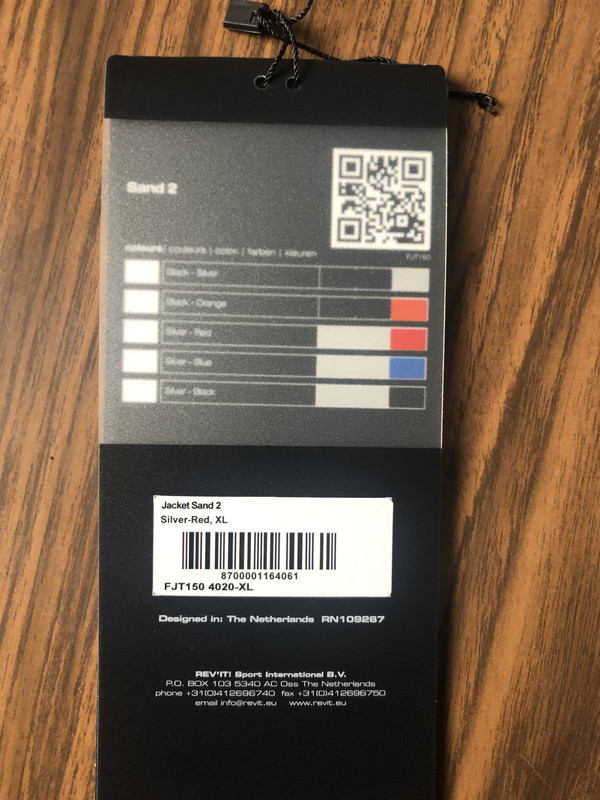 Sand 2
FJT150
colours | couleurs | color | farben | kleuren
Black - Silver
Black - Orange
Silver - Red
Silver - Blue
Silver - Black
Jacket Sand 2
Silver-Red, XL
8700001164061
FJT150 4020-XL
Designed in: The Netherlands RN109267
REV'IT! Sport International B.V.
P.O. BOX 103 5340 AC Oss The Netherlands
phone +31(0)412696740 fax +31(0)412696750
email info@revit.eu www.revit.eu